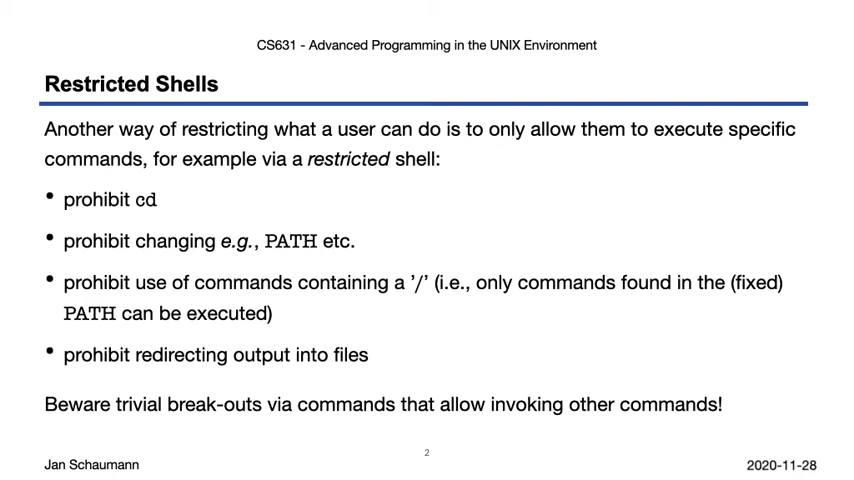 CS631 - Advanced Programming in the UNIX Environment
Restricted Shells
Another way of restricting what a user can do is to only allow them to execute specific
commands, for example via a restricted shell:
• prohibit cd
• prohibit changing e.g., PATH etc.
• prohibit use of commands containing a ’/’ (i.e., only commands found in the (fixed)
PATH can be executed)
• prohibit redirecting output into files
Beware trivial break-outs via commands that allow invoking other commands!
2
Jan Schaumann
2020-11-28